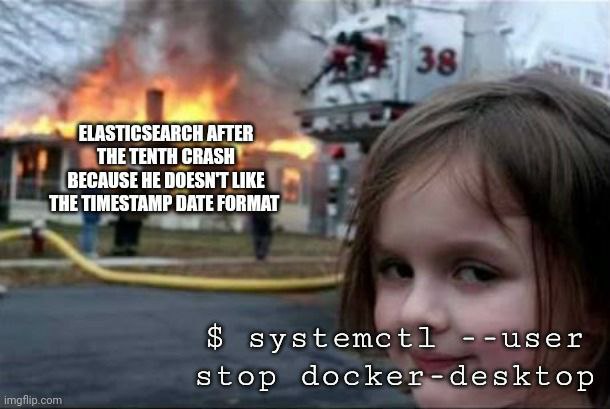 38
ELASTICSEARCH AFTER
THE TENTH CRASH
BECAUSE HE DOESN'T LIKE
THE TIMESTAMP DATE FORMAT
$ systemctl --user
stop docker-desktop
imgflip.com